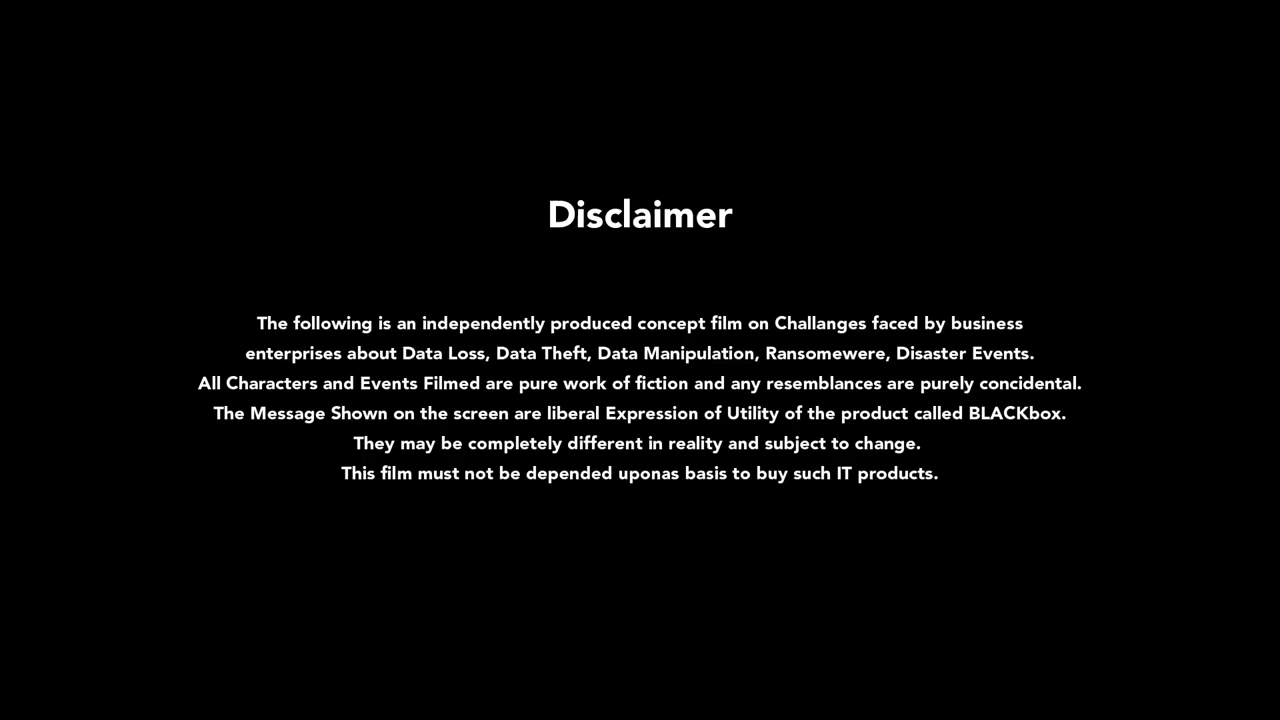 Disclaimer
The following is an independently produced concept film on Challanges faced by business
enterprises about Data Loss, Data Theft, Data Manipulation, Ransomewere, Disaster Events.
All Characters and Events Filmed are pure work of fiction and any resemblances are purely concidental.
The Message Shown on the screen are liberal Expression of Utility of the product called BLACKbox.
They may be completely different in reality and subject to change.
This film must not be depended uponas basis to buy such IT products.